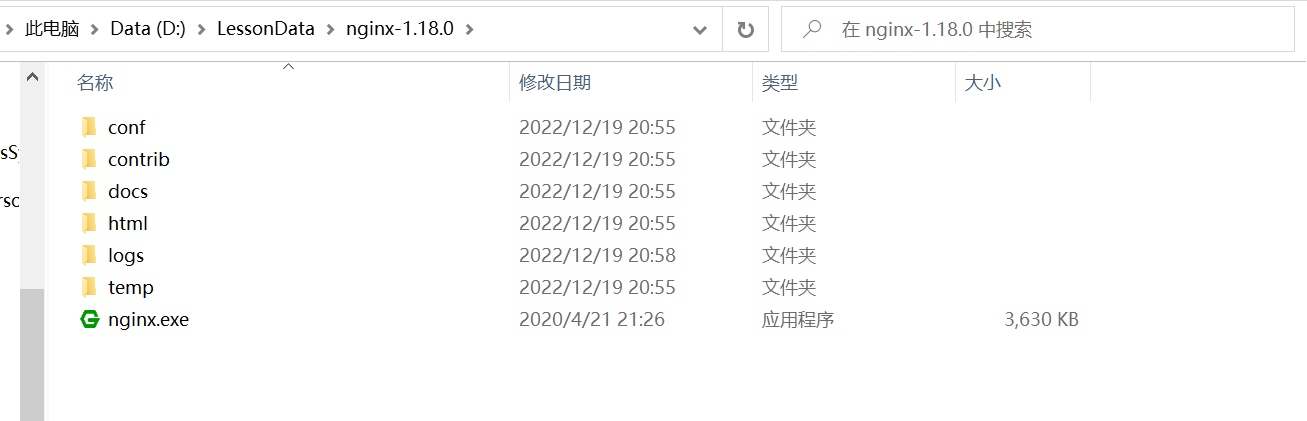 此电脑 Data (D:) LessonData nginx-1.18.0 在 nginx-1.18.0 中搜索
名称 修改日期 类型 大小
conf 2022/12/19 20:55 文件夹
contrib 2022/12/19 20:55 文件夹
docs 2022/12/19 20:55 文件夹
html 2022/12/19 20:55 文件夹
logs 2022/12/19 20:58 文件夹
temp 2022/12/19 20:55 文件夹
nginx.exe 2020/4/21 21:26 应用程序 3,630 KB